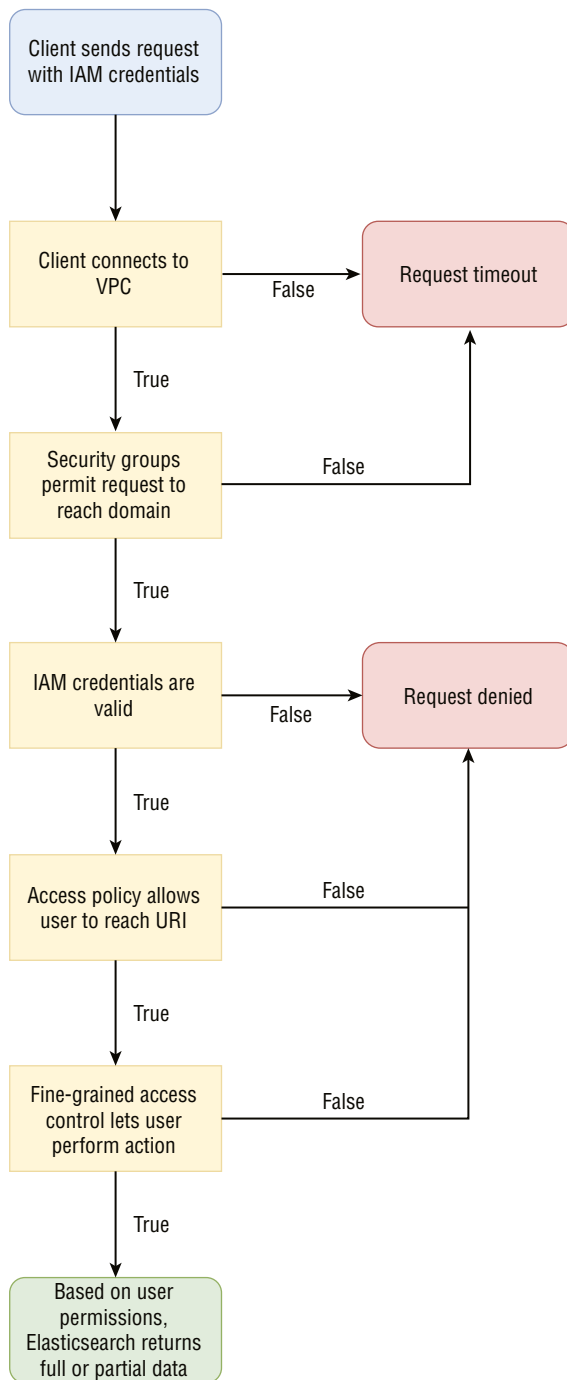 Client sends request
with IAM credentials
Client connects to
VPC
False
Request timeout
True
Security groups
permit request to
reach domain
False
True
IAM credentials are
valid
False
Request denied
True
Access policy allows
user to reach URI
False
True
Fine-grained access
control lets user
perform action
False
True
Based on user
permissions,
Elasticsearch returns
full or partial data